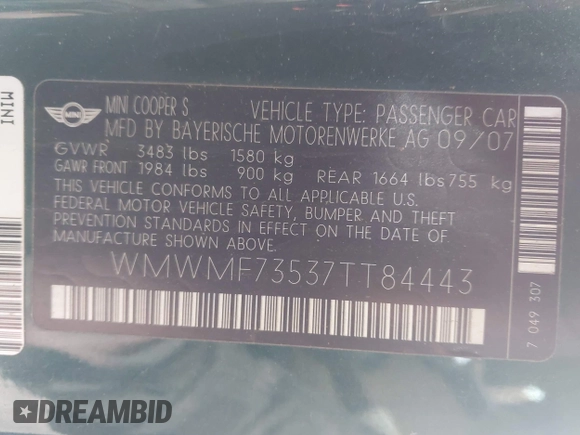 MINI
MINI
MINI COOPER S VEHICLE TYPE: PASSENGER CAR
MFD BY BAYERISCHE MOTORENWERKE AG 09/07
GVWR 3483 lbs 1580 kg
GAWR FRONT 1984 lbs 900 kg REAR 1664 lbs 755 kg
THIS VEHICLE CONFORMS TO ALL APPLICABLE U.S.
FEDERAL MOTOR VEHICLE SAFETY, BUMPER AND THEFT
PREVENTION STANDARDS IN EFFECT ON THE DATE OF
MANUFACTURE SHOWN ABOVE.
WMWMF73537TT84443
7 049 307
DREAMBID